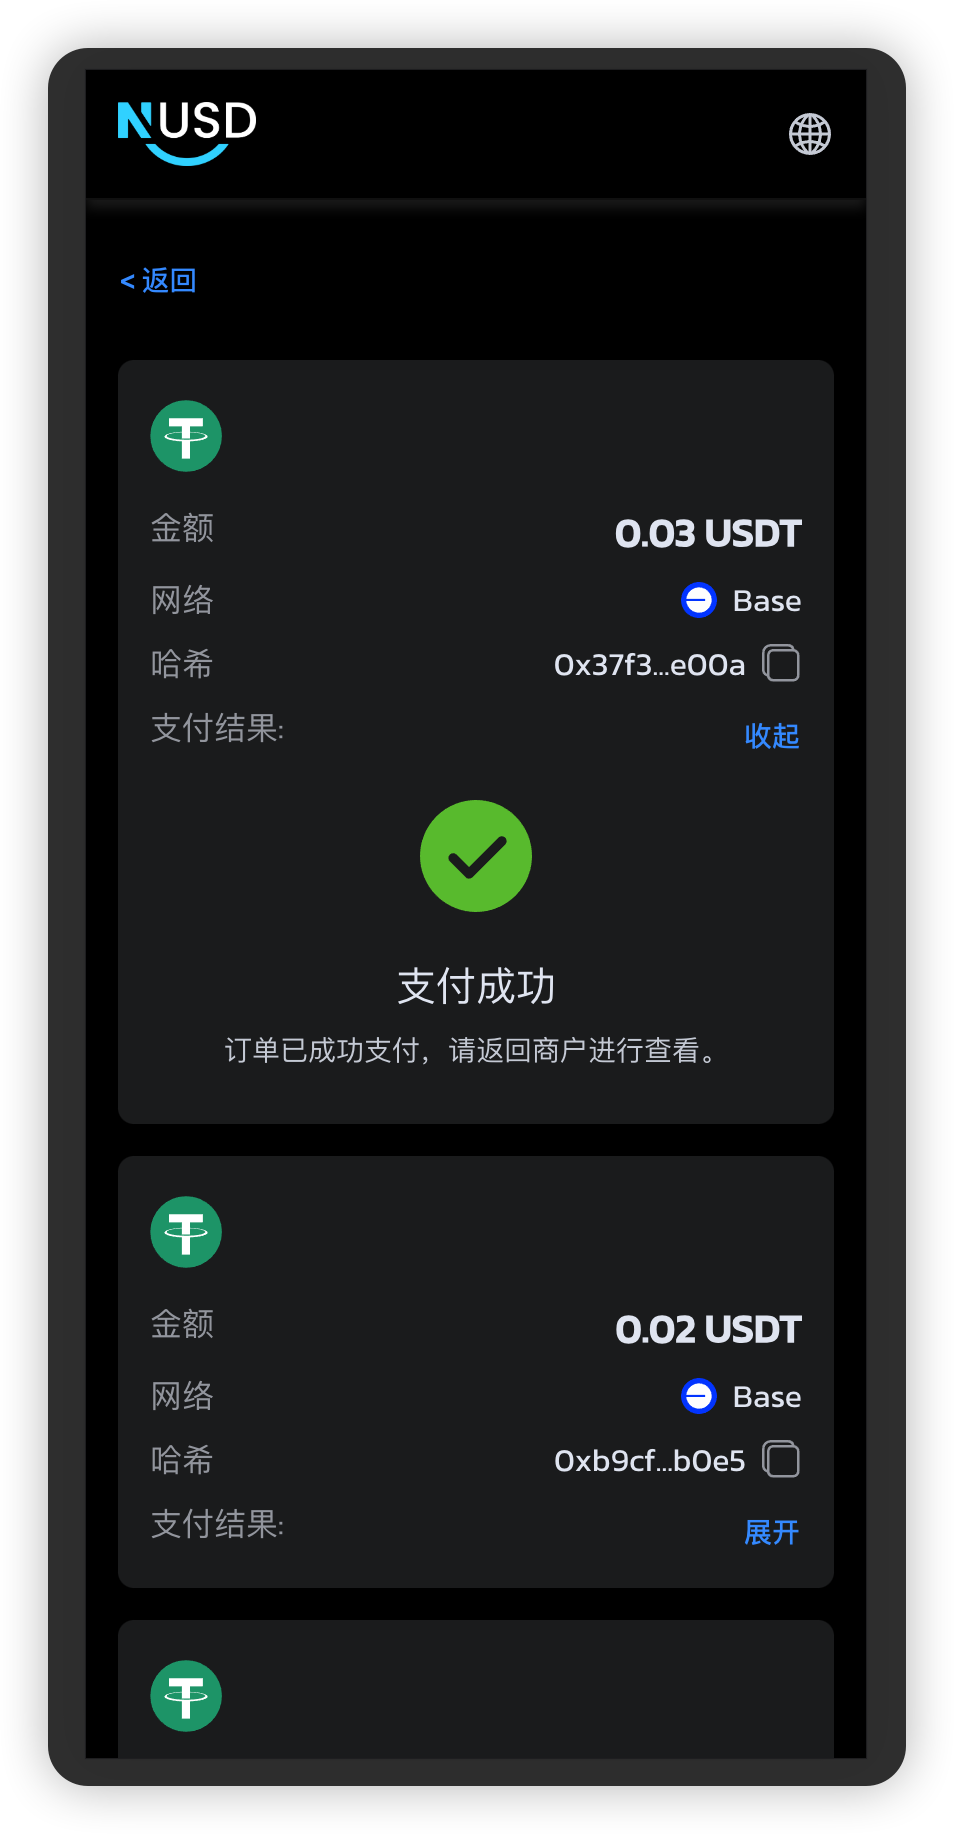 NUSD
< 返回
金额 0.03 USDT
网络 Base
哈希 0x37f3...e00a
支付结果: 收起
支付成功
订单已成功支付，请返回商户进行查看。
金额 0.02 USDT
网络 Base
哈希 0xb9cf...b0e5
支付结果: 展开